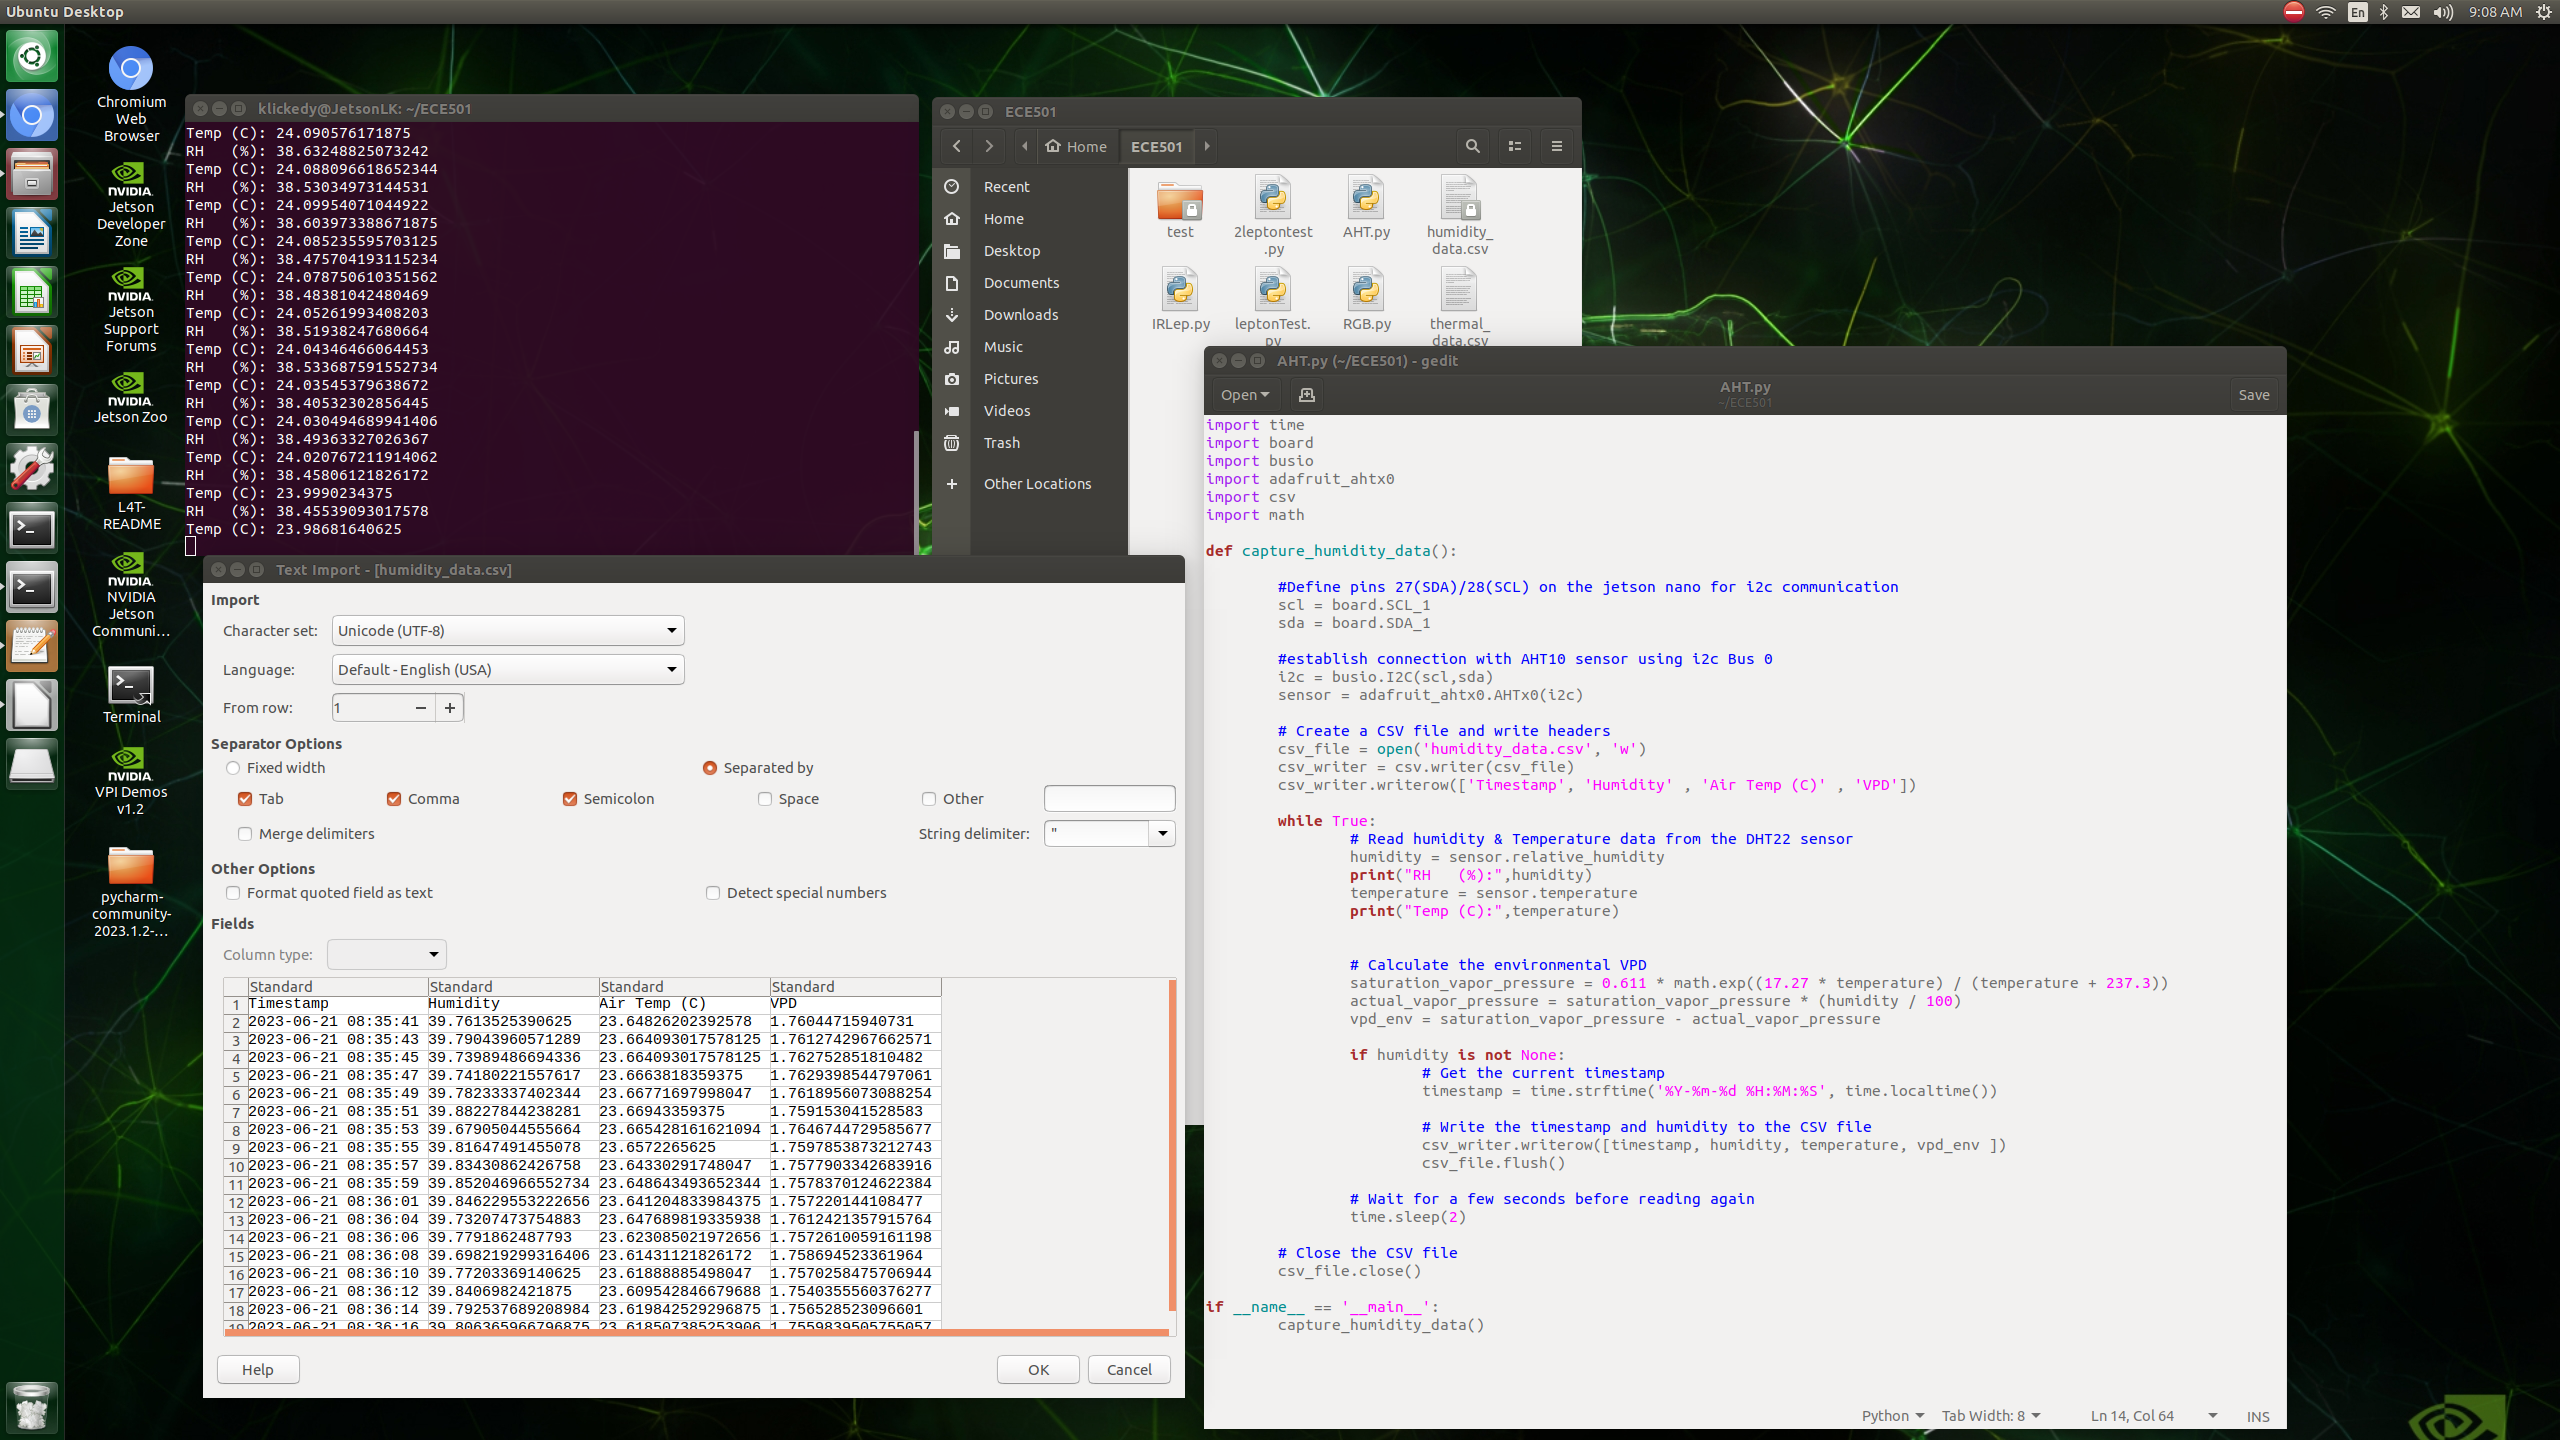 Ubuntu Desktop
En
9:08 AM
Chromium
Web
Browser
NVIDIA.
Jetson
Developer
Zone
NVIDIA.
Jetson
Support
Forums
NVIDIA.
Jetson Zoo
L4T-
README
NVIDIA.
NVIDIA
Jetson
Communi...
Terminal
NVIDIA.
VPI Demos
v1.2
pycharm-
community-
2023.1.2-...
klickedy@JetsonLK: ~/ECE501
Temp (C): 24.090576171875
RH   (%): 38.63248825073242
Temp (C): 24.088096618652344
RH   (%): 38.53034973144531
Temp (C): 24.09954071044922
RH   (%): 38.603973388671875
Temp (C): 24.085235595703125
RH   (%): 38.475704193115234
Temp (C): 24.078750610351562
RH   (%): 38.48381042480469
Temp (C): 24.05261993408203
RH   (%): 38.51938247680664
Temp (C): 24.04346466064453
RH   (%): 38.533687591552734
Temp (C): 24.03545379638672
RH   (%): 38.40532302856445
Temp (C): 24.030494689941406
RH   (%): 38.49363327026367
Temp (C): 24.020767211914062
RH   (%): 38.45806121826172
Temp (C): 23.9990234375
RH   (%): 38.45539093017578
Temp (C): 23.98681640625
ECE501
Home
ECE501
Recent
Home
Desktop
Documents
Downloads
Music
Pictures
Videos
Trash
Other Locations
test
2leptontest
.py
AHT.py
humidity_
data.csv
IRLep.py
leptonTest.
py
RGB.py
thermal_
data.csv
Text Import - [humidity_data.csv]
Import
Character set: Unicode (UTF-8)
Language: Default - English (USA)
From row: 1
Separator Options
Fixed width Separated by
Tab Comma Semicolon Space Other
Merge delimiters String delimiter: "
Other Options
Format quoted field as text Detect special numbers
Fields
Column type:
Standard Standard Standard Standard
1 Timestamp Humidity Air Temp (C) VPD
2 2023-06-21 08:35:41 39.7613525390625 23.64826202392578 1.76044715940731
3 2023-06-21 08:35:43 39.79043960571289 23.664093017578125 1.7612742967662571
4 2023-06-21 08:35:45 39.73989486694336 23.664093017578125 1.762752851810482
5 2023-06-21 08:35:47 39.74180221557617 23.6663818359375 1.7629398544797061
6 2023-06-21 08:35:49 39.78233337402344 23.66771697998047 1.7618956073088254
7 2023-06-21 08:35:51 39.88227844238281 23.66943359375 1.759153041528583
8 2023-06-21 08:35:53 39.67905044555664 23.665428161621094 1.7646744729585677
9 2023-06-21 08:35:55 39.81647491455078 23.6572265625 1.7597853873212743
10 2023-06-21 08:35:57 39.83430862426758 23.64330291748047 1.7577903342683916
11 2023-06-21 08:35:59 39.852046966552734 23.648643493652344 1.7578370124622384
12 2023-06-21 08:36:01 39.846229553222656 23.641204833984375 1.757220144108477
13 2023-06-21 08:36:04 39.73207473754883 23.647689819335938 1.7612421357915764
14 2023-06-21 08:36:06 39.7791862487793 23.623085021972656 1.7572610059161198
15 2023-06-21 08:36:08 39.698219299316406 23.61431121826172 1.758694523361964
16 2023-06-21 08:36:10 39.77203369140625 23.61888885498047 1.7570258475706944
17 2023-06-21 08:36:12 39.8406982421875 23.609542846679688 1.7540355560376277
18 2023-06-21 08:36:14 39.792537689208984 23.619842529296875 1.756528523096601
19 2023-06-21 08:36:16 39.806365966796875 23.618507385253906 1.7559839505755057
Help OK Cancel
AHT.py (~/ECE501) - gedit
Open AHT.py Save
~/ECE501
import time
import board
import busio
import adafruit_ahtx0
import csv
import math
def capture_humidity_data():
#Define pins 27(SDA)/28(SCL) on the jetson nano for i2c communication
scl = board.SCL_1
sda = board.SDA_1
#establish connection with AHT10 sensor using i2c Bus 0
i2c = busio.I2C(scl,sda)
sensor = adafruit_ahtx0.AHTx0(i2c)
# Create a CSV file and write headers
csv_file = open('humidity_data.csv', 'w')
csv_writer = csv.writer(csv_file)
csv_writer.writerow(['Timestamp', 'Humidity' , 'Air Temp (C)' , 'VPD'])
while True:
# Read humidity & Temperature data from the DHT22 sensor
humidity = sensor.relative_humidity
print("RH   (%):",humidity)
temperature = sensor.temperature
print("Temp (C):",temperature)
# Calculate the environmental VPD
saturation_vapor_pressure = 0.611 * math.exp((17.27 * temperature) / (temperature + 237.3))
actual_vapor_pressure = saturation_vapor_pressure * (humidity / 100)
vpd_env = saturation_vapor_pressure - actual_vapor_pressure
if humidity is not None:
# Get the current timestamp
timestamp = time.strftime('%Y-%m-%d %H:%M:%S', time.localtime())
# Write the timestamp and humidity to the CSV file
csv_writer.writerow([timestamp, humidity, temperature, vpd_env ])
csv_file.flush()
# Wait for a few seconds before reading again
time.sleep(2)
# Close the CSV file
csv_file.close()
if __name__ == '__main__':
capture_humidity_data()
Python Tab Width: 8 Ln 14, Col 64 INS